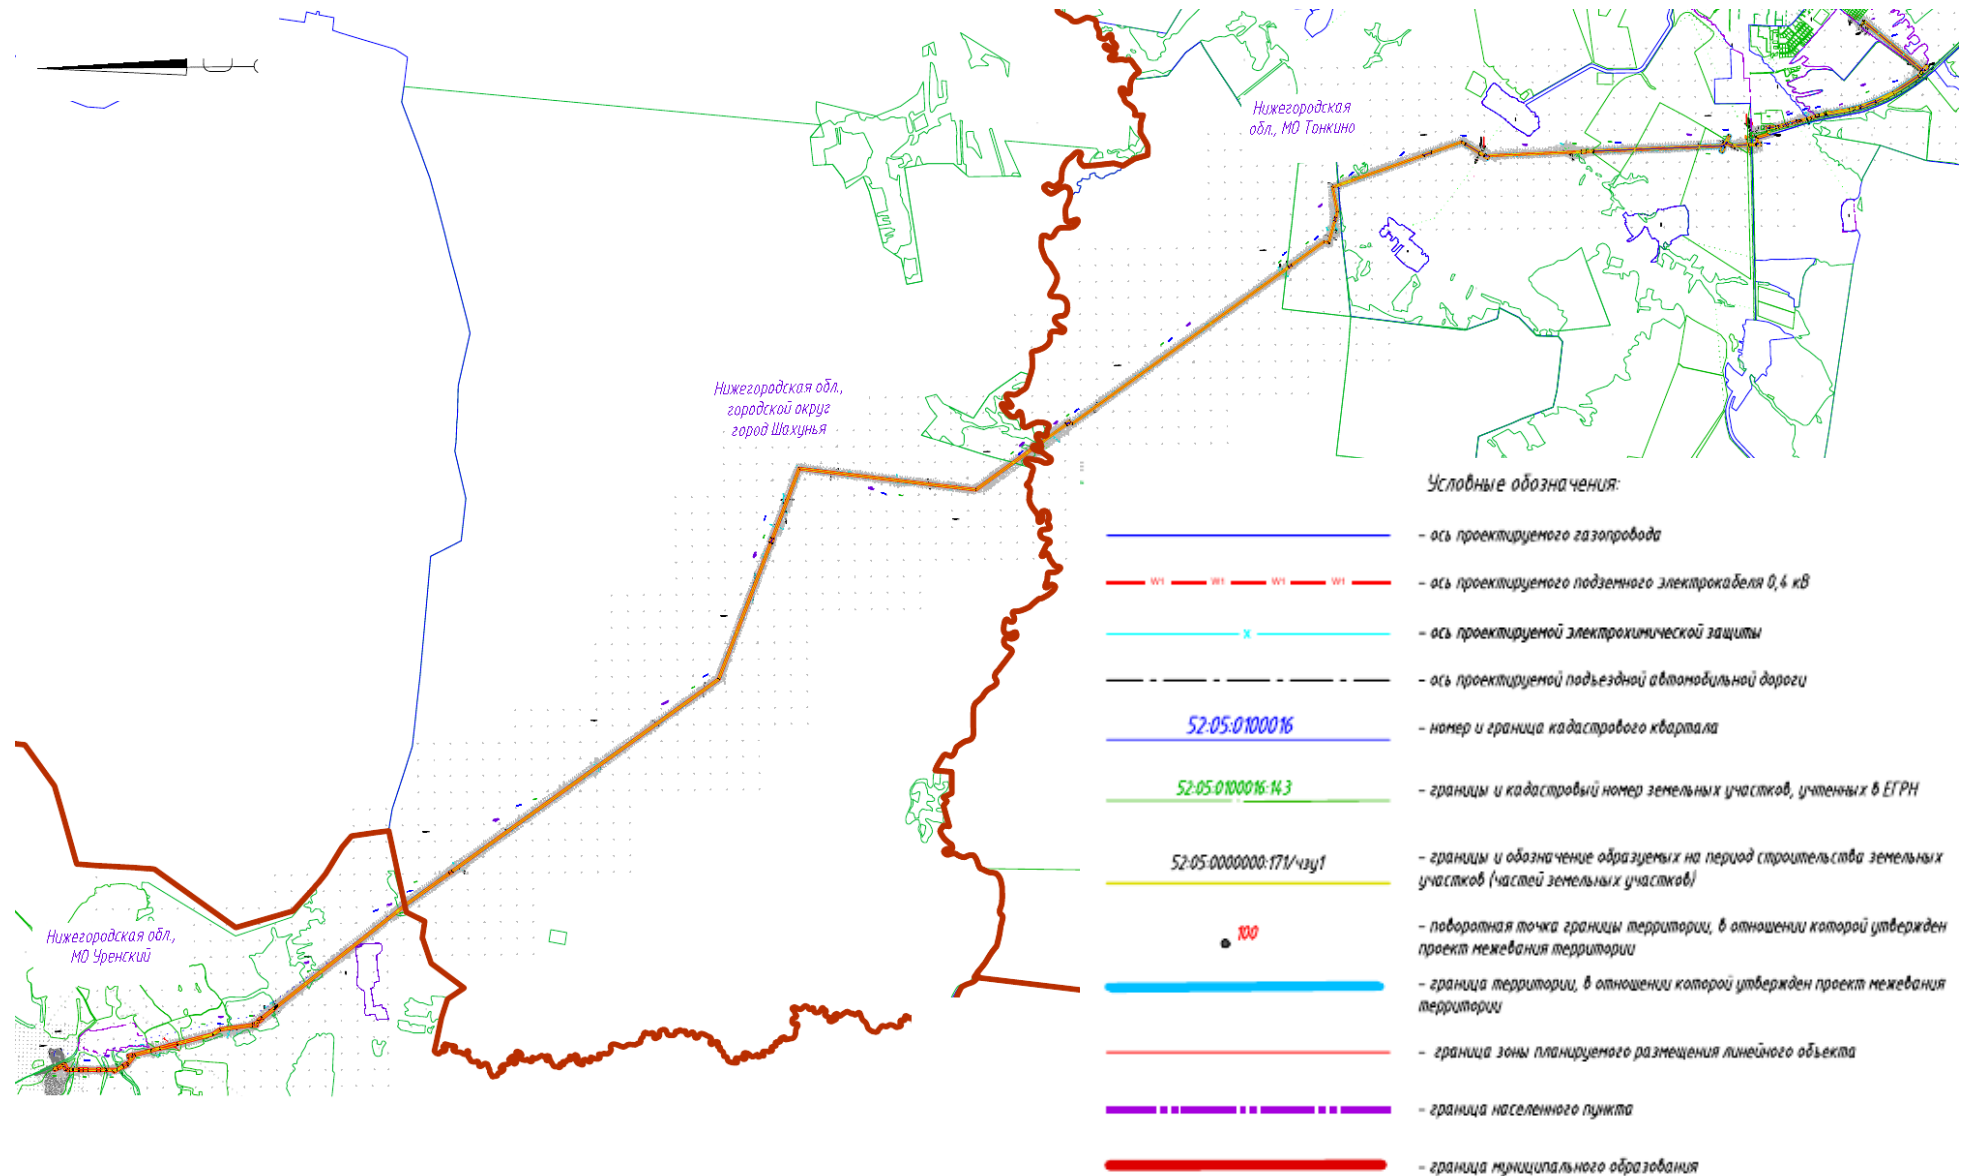 Нижегородская
обл., МО Тонкино
Нижегородская обл.,
городской округ
город Шахунья
Нижегородская обл.,
МО Уренский
Условные обозначения:
- ось проектируемого газопровода
W1 W1 W1 W1 - ось проектируемого подземного электрокабеля 0,4 кВ
X - ось проектируемой электрохимической защиты
- ось проектируемой подъездной автомобильной дороги
52:05:0100016 - номер и граница кадастрового квартала
52:05:0100016:143 - границы и кадастровый номер земельных участков, учтенных в ЕГРН
52:05:0000000:171/чзу1 - границы и обозначение образуемых на период строительства земельных
участков (частей земельных участков)
100 - поворотная точка границы территории, в отношении которой утвержден
проект межевания территории
- граница территории, в отношении которой утвержден проект межевания
территории
- граница зоны планируемого размещения линейного объекта
- граница населенного пункта
- граница муниципального образования